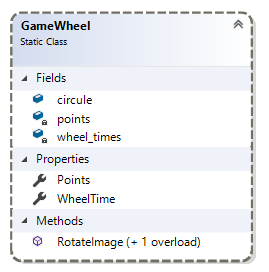 GameWheel
Static Class
Fields
circule
points
wheel_times
Properties
Points
WheelTime
Methods
RotateImage (+ 1 overload)